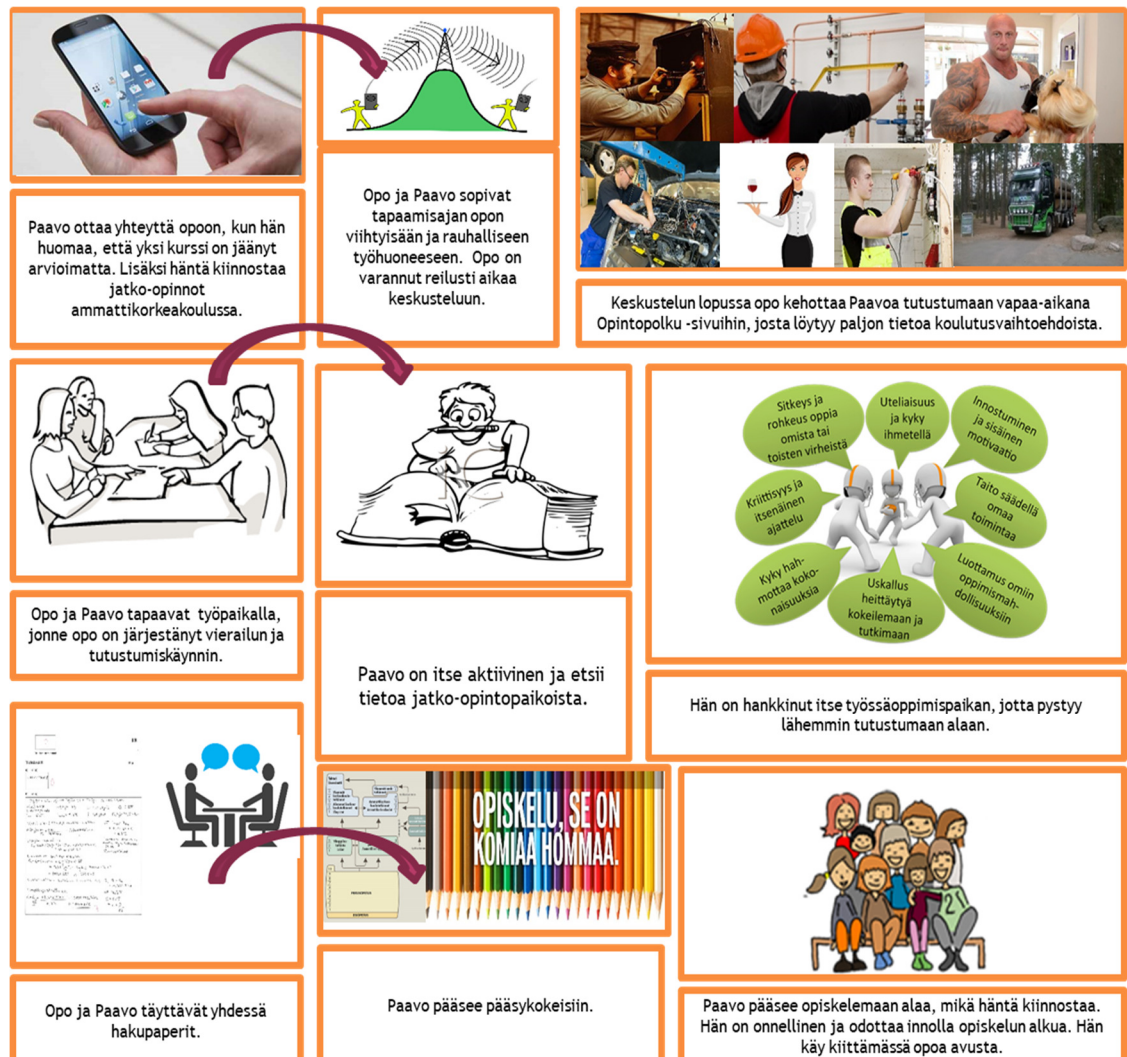 Paavo ottaa yhteyttä opoon, kun hän
huomaa, että yksi kurssi on jäänyt
arvioimatta. Lisäksi häntä kiinnostaa
jatko-opinnot
ammattikorkeakoulussa.
Opo ja Paavo sopivat
tapaamisajan opon
viihtyisään ja rauhalliseen
työhuoneeseen. Opo on
varannut reilusti aikaa
keskusteluun.
Keskustelun lopussa opo kehottaa Paavoa tutustumaan vapaa-aikana
Opintopolku -sivuihin, josta löytyy paljon tietoa koulutusvaihtoehdoista.
Opo ja Paavo tapaavat työpaikalla,
jonne opo on järjestänyt vierailun ja
tutustumiskäynnin.
Paavo on itse aktiivinen ja etsii
tietoa jatko-opintopaikoista.
Sitkeys ja
rohkeus oppia
omista tai
toisten virheistä
Uteliaisuus
ja kyky
ihmetellä
Innostuminen
ja sisäinen
motivaatio
Kriittisyys ja
itsenäinen
ajattelu
Taito säädellä
omaa
toimintaa
Kyky hah-
mottaa koko-
naisuuksia
Uskallus
heittäytyä
kokeilemaan ja
tutkimaan
Luottamus omiin
oppimismah-
dollisuuksiin
Hän on hankkinut itse työssäoppimispaikan, jotta pystyy
lähemmin tutustumaan alaan.
Opo ja Paavo täyttävät yhdessä
hakupaperit.
OPISKELU, SE ON
KOMIAA HOMMAA.
Paavo pääsee pääsykokeisiin.
2
Paavo pääsee opiskelemaan alaa, mikä häntä kiinnostaa.
Hän on onnellinen ja odottaa innolla opiskelun alkua. Hän
käy kiittämässä opoa avusta.